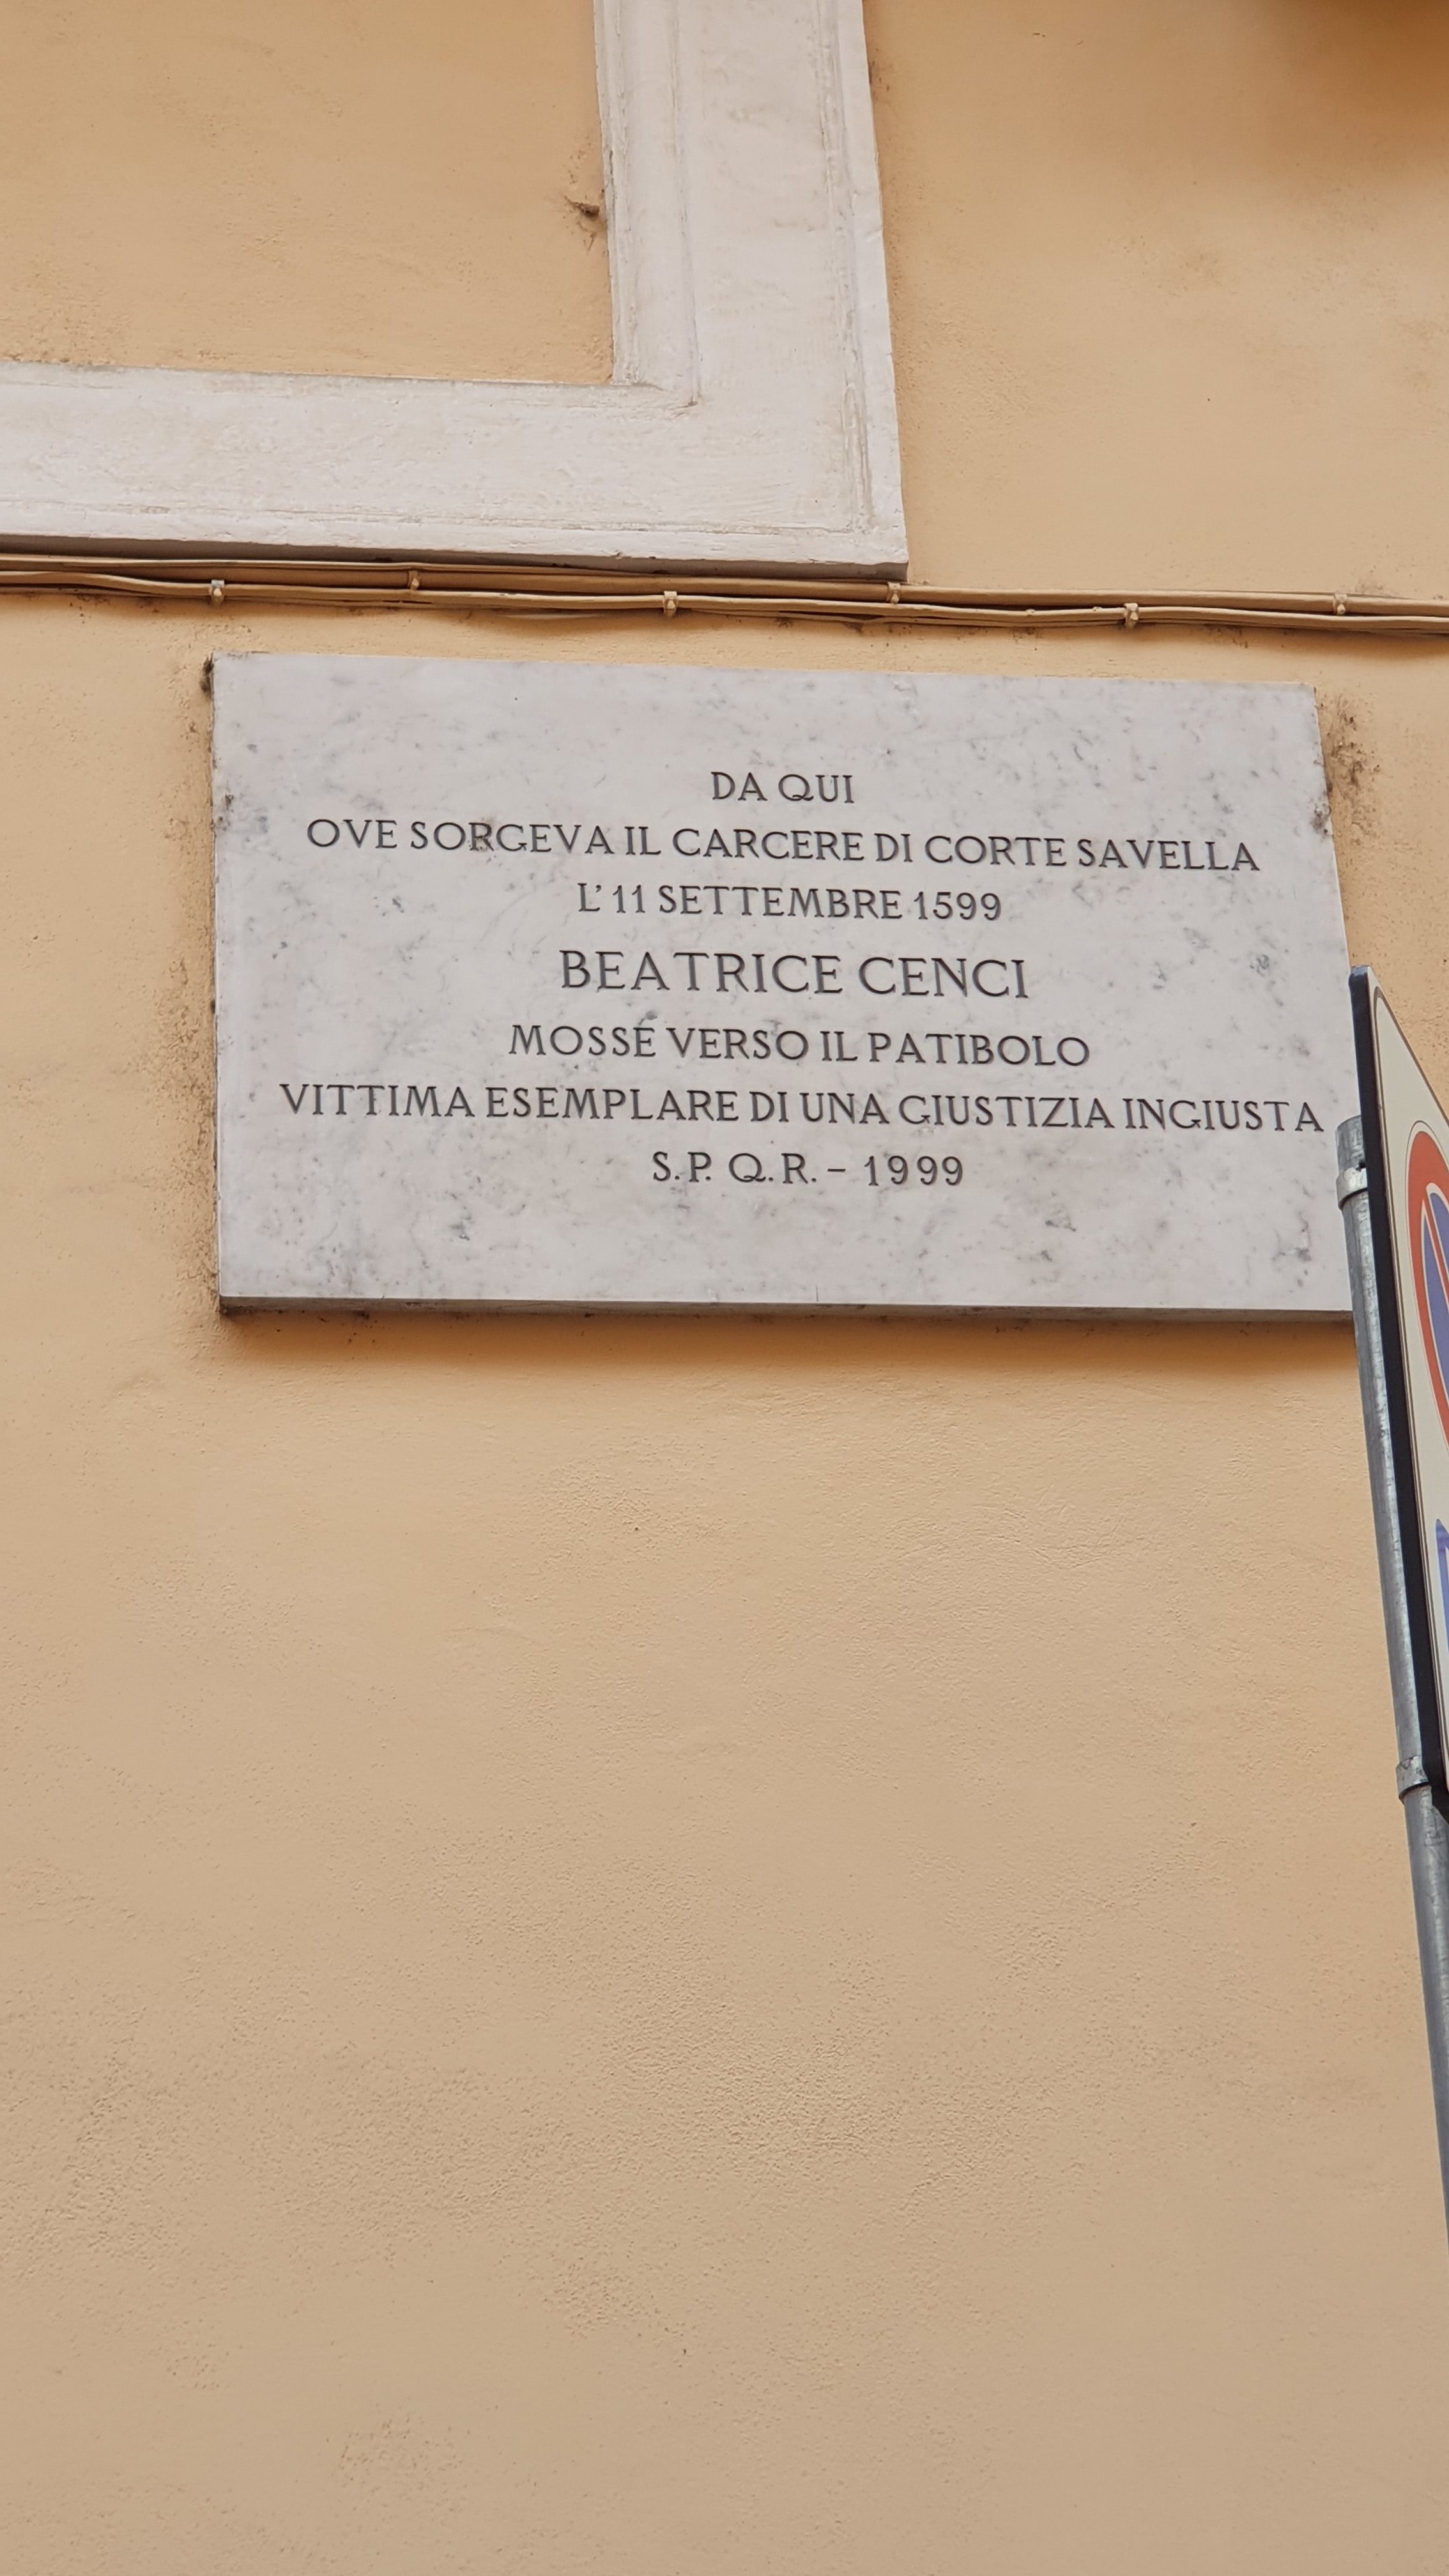 DA QUI
OVE SORGEVA IL CARCERE DI CORTE SAVELLA
L'11 SETTEMBRE 1599
BEATRICE CENCI
MOSSE VERSO IL PATIBOLO
VITTIMA ESEMPLARE DI UNA GIUSTIZIA INGIUSTA
S.P.Q.R. - 1999